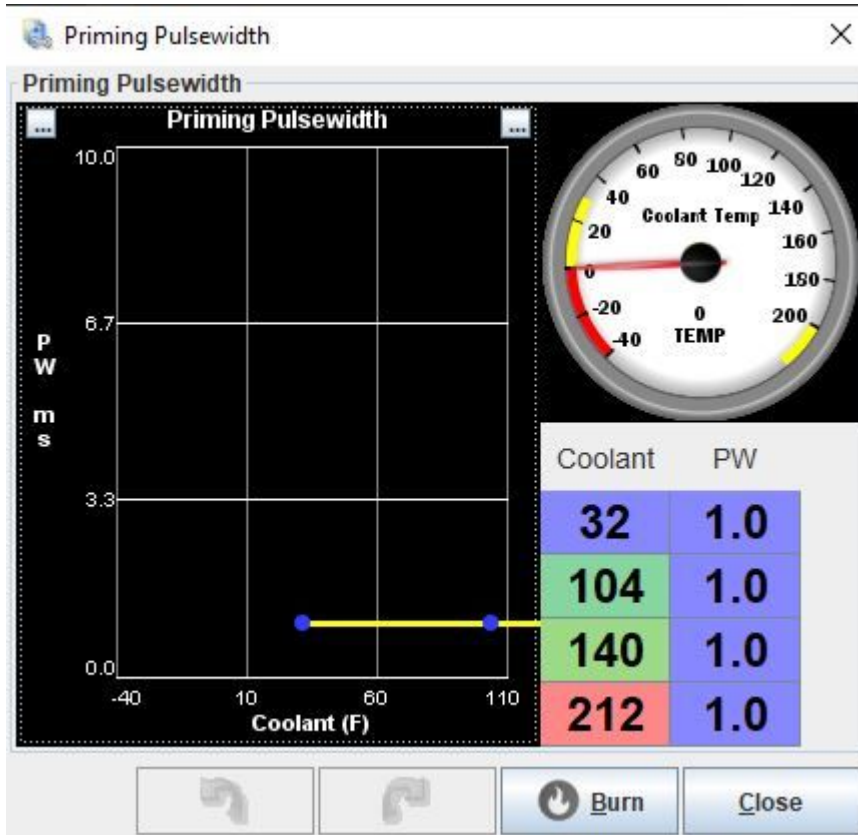 Priming Pulsewidth
Priming Pulsewidth
... Priming Pulsewidth ...
10.0
6.7
3.3
0.0
PW ms
-40 10 60 110
Coolant (F)
-40 -20 0 20 40 60 80 100 120 140 160 180 200
Coolant Temp
0
TEMP
Coolant PW
32 1.0
104 1.0
140 1.0
212 1.0
Burn Close